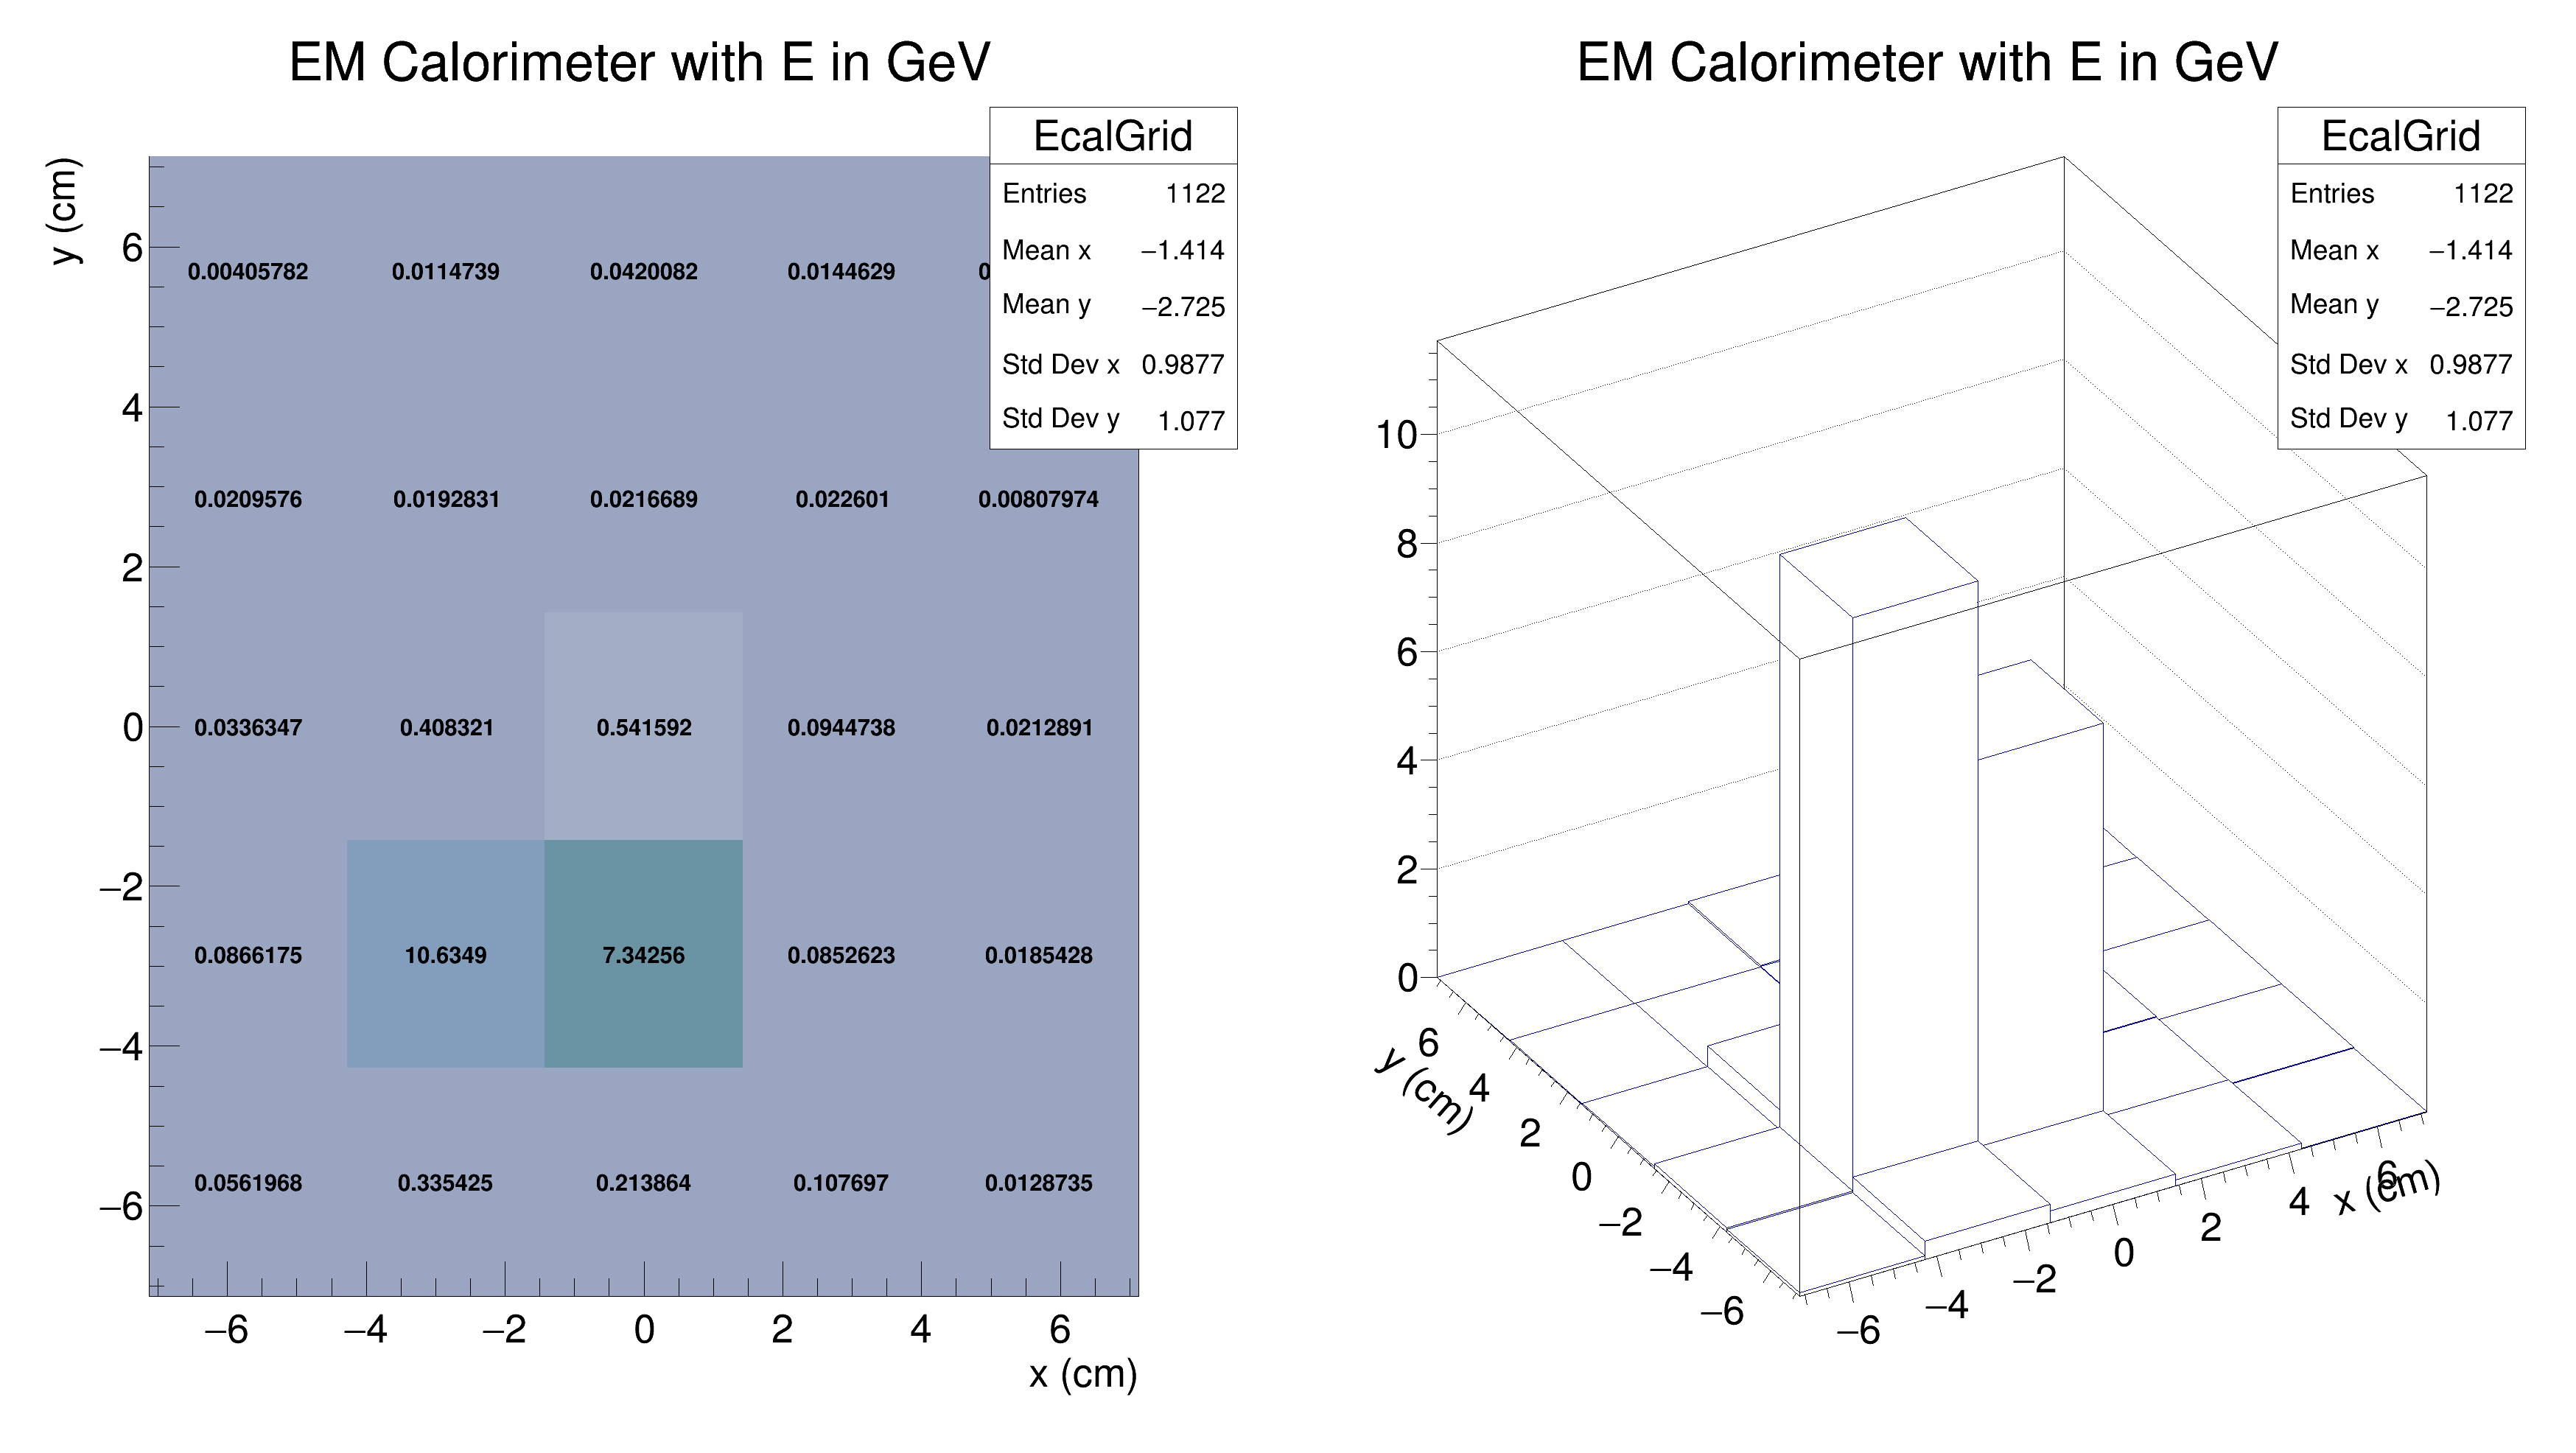 EM Calorimeter with E in GeV
EcalGrid
Entries 1122
Mean x −1.414
Mean y −2.725
Std Dev x 0.9877
Std Dev y 1.077
y (cm)
6
4
2
0
−2
−4
−6
0.00405782 0.0114739 0.0420082 0.0144629
0.0209576 0.0192831 0.0216689 0.022601 0.00807974
0.0336347 0.408321 0.541592 0.0944738 0.0212891
0.0866175 10.6349 7.34256 0.0852623 0.0185428
0.0561968 0.335425 0.213864 0.107697 0.0128735
−6 −4 −2 0 2 4 6
x (cm)
EM Calorimeter with E in GeV
EcalGrid
Entries 1122
Mean x −1.414
Mean y −2.725
Std Dev x 0.9877
Std Dev y 1.077
10
8
6
4
2
0
y (cm)
6
4
2
0
−2
−4
−6
−6
−4
−2
0
2
4
6
x (cm)